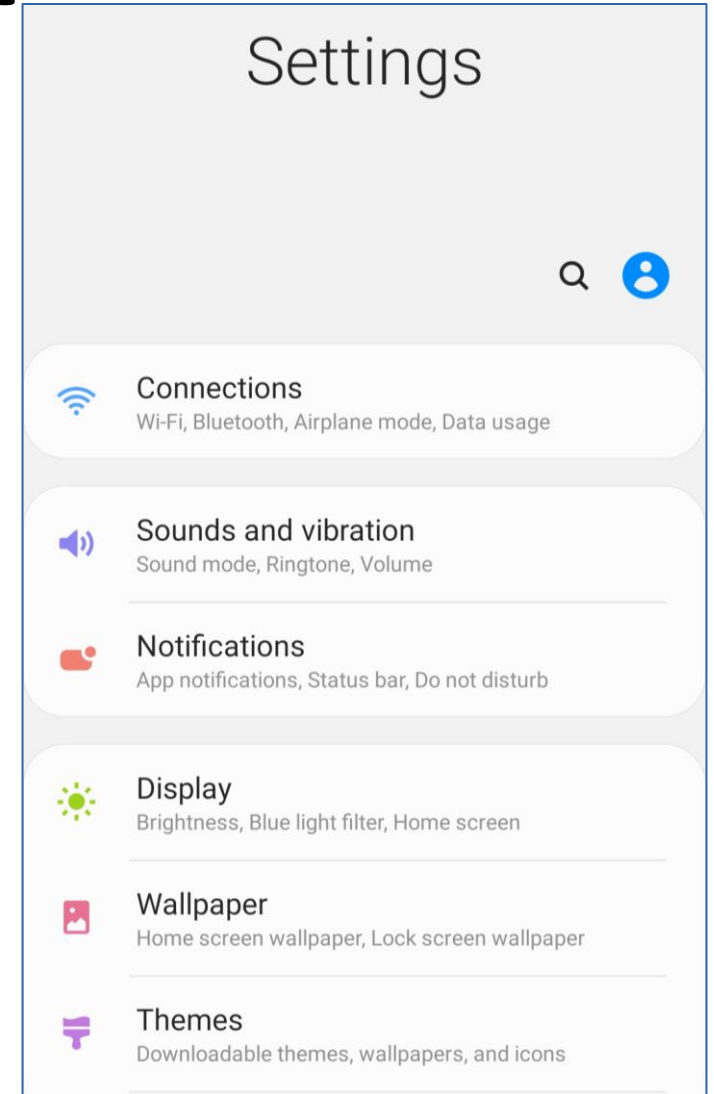 Settings
Connections
Wi-Fi, Bluetooth, Airplane mode, Data usage
Sounds and vibration
Sound mode, Ringtone, Volume
Notifications
App notifications, Status bar, Do not disturb
Display
Brightness, Blue light filter, Home screen
Wallpaper
Home screen wallpaper, Lock screen wallpaper
Themes
Downloadable themes, wallpapers, and icons